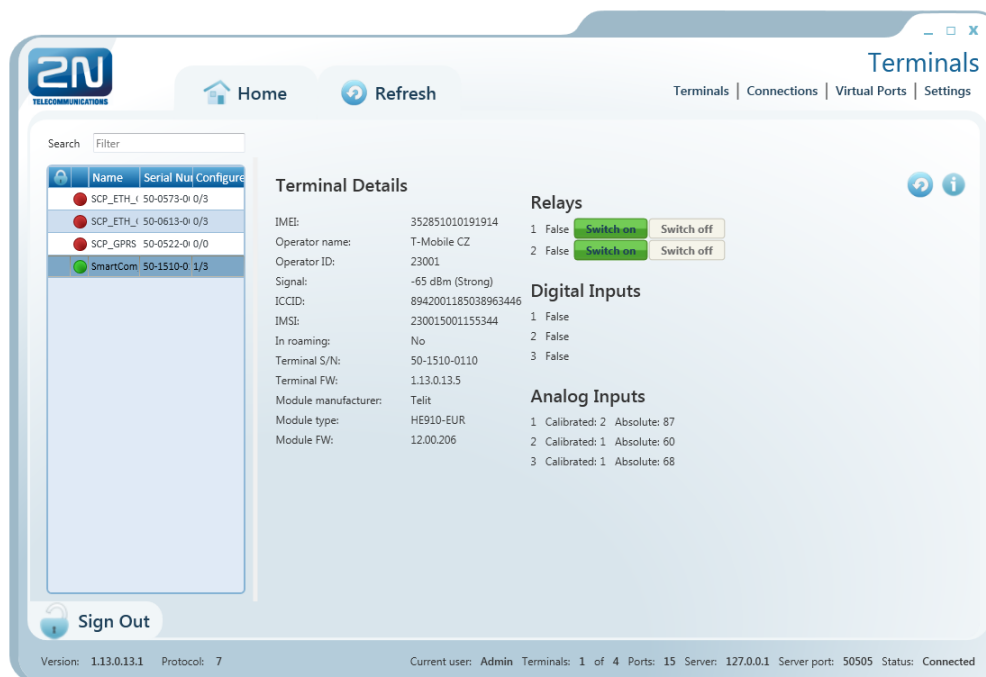 Terminals
2N
TELECOMMUNICATIONS
Home
Refresh
Terminals | Connections | Virtual Ports | Settings
Search Filter
Name Serial Nu Configure
SCP_ETH_ 50-0573-0 0/3
SCP_ETH_ 50-0613-0 0/3
SCP_GPRS 50-0522-0 0/0
SmartCom 50-1510-0 1/3
Terminal Details
IMEI: 352851010191914
Operator name: T-Mobile CZ
Operator ID: 23001
Signal: -65 dBm (Strong)
ICCID: 8942001185038963446
IMSI: 230015001155344
In roaming: No
Terminal S/N: 50-1510-0110
Terminal FW: 1.13.0.13.5
Module manufacturer: Telit
Module type: HE910-EUR
Module FW: 12.00.206
Relays
1 False Switch on Switch off
2 False Switch on Switch off
Digital Inputs
1 False
2 False
3 False
Analog Inputs
1 Calibrated: 2 Absolute: 87
2 Calibrated: 1 Absolute: 60
3 Calibrated: 1 Absolute: 68
Sign Out
Version: 1.13.0.13.1 Protocol: 7 Current user: Admin Terminals: 1 of 4 Ports: 15 Server: 127.0.0.1 Server port: 50505 Status: Connected